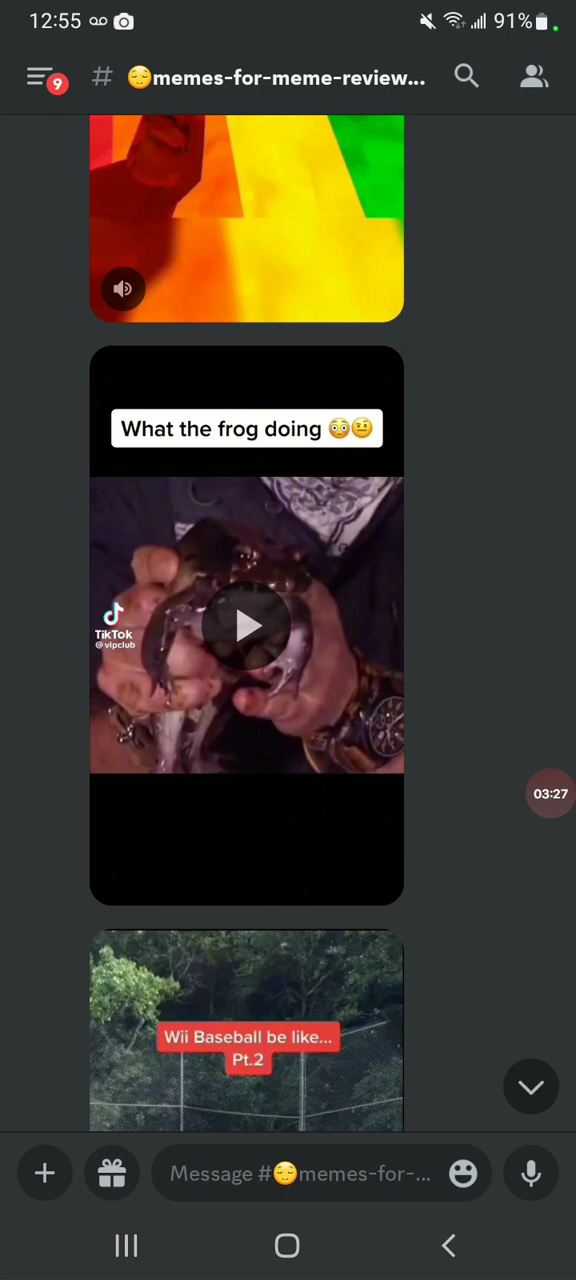 12:55
91%
9
# 😌memes-for-meme-review...
What the frog doing 😳🤨
TikTok
@vipclub
03:27
Wii Baseball be like...
Pt.2
Message #😌memes-for-...